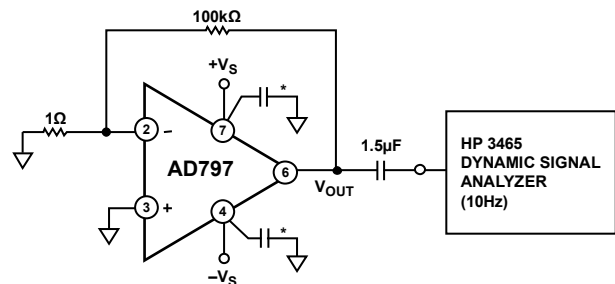 100kΩ
+VS
*
1Ω
2
−
7
1.5µF
HP 3465
DYNAMIC SIGNAL
ANALYZER
(10Hz)
AD797
6
VOUT
3
+
4
*
−VS